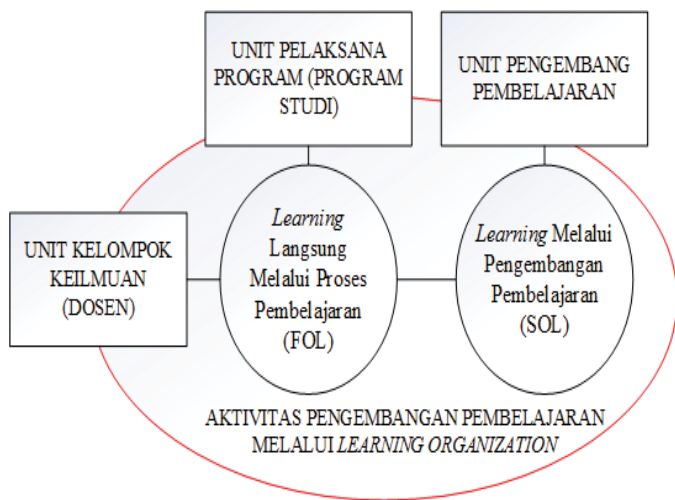 UNIT PELAKSANA
PROGRAM (PROGRAM
STUDI)
UNIT PENGEMBANG
PEMBELAJARAN
UNIT KELOMPOK
KEILMUAN
(DOSEN)
Learning
Langsung
Melalui Proses
Pembelajaran
(FOL)
Learning Melalui
Pengembangan
Pembelajaran
(SOL)
AKTIVITAS PENGEMBANGAN PEMBELAJARAN
MELALUI LEARNING ORGANIZATION